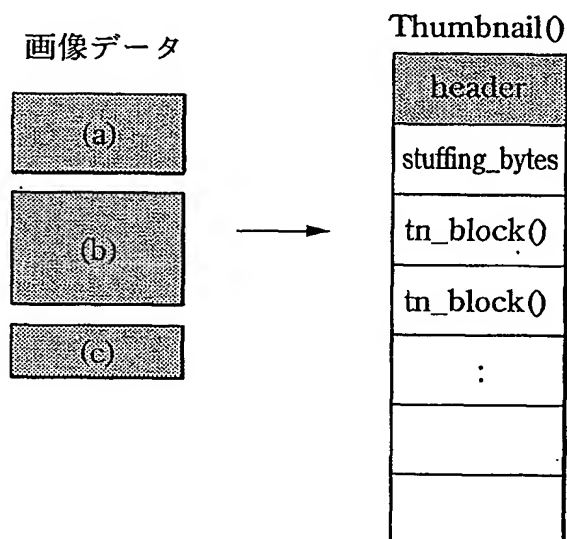 画像データ
(a)
(b)
(c)
Thumbnail()
header
stuffing_bytes
tn_block()
tn_block()
: